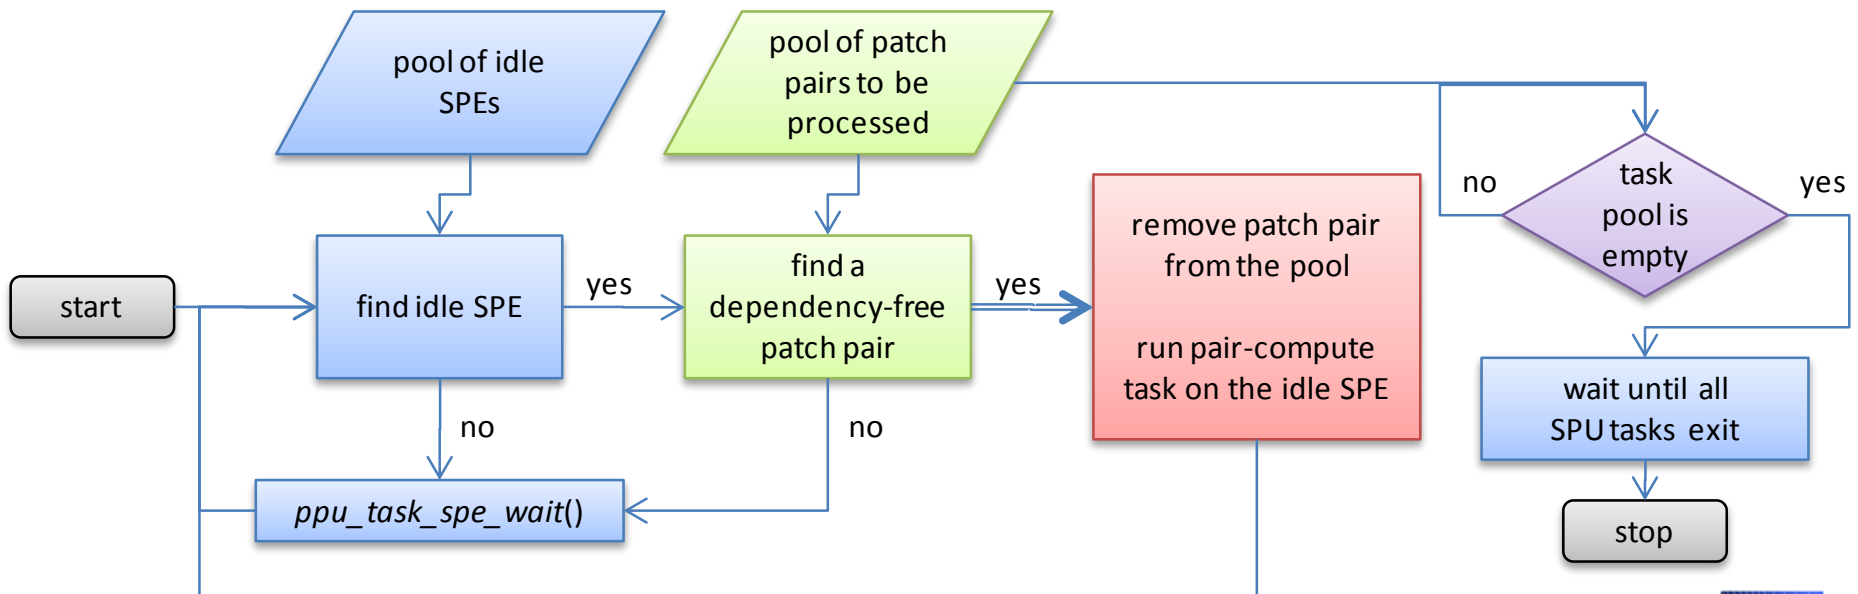 pool of idle
SPEs
pool of patch
pairs to be
processed
no
task
pool is
empty
yes
start
find idle SPE
yes
find a
dependency-free
patch pair
yes
remove patch pair
from the pool
run pair-compute
task on the idle SPE
no
no
wait until all
SPU tasks exit
ppu_task_spe_wait()
stop